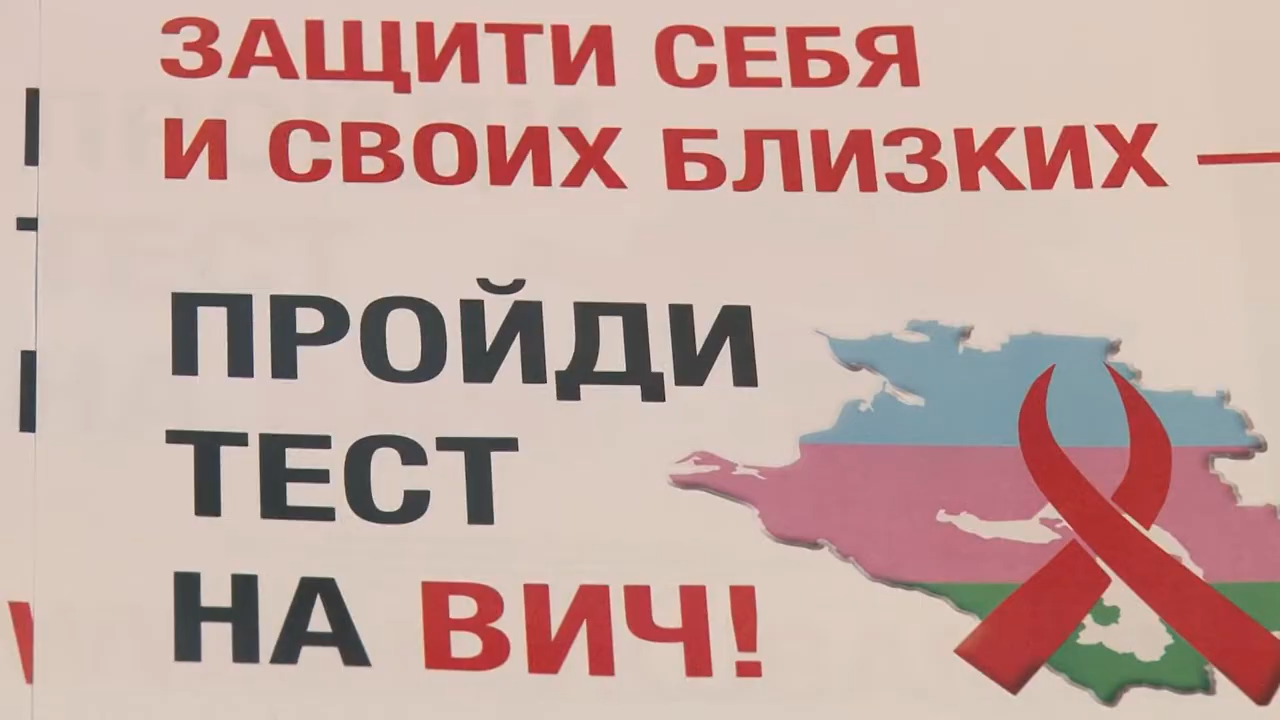 ЗАЩИТИ СЕБЯ
И СВОИХ БЛИЗКИХ —
ПРОЙДИ
ТЕСТ
НА ВИЧ!